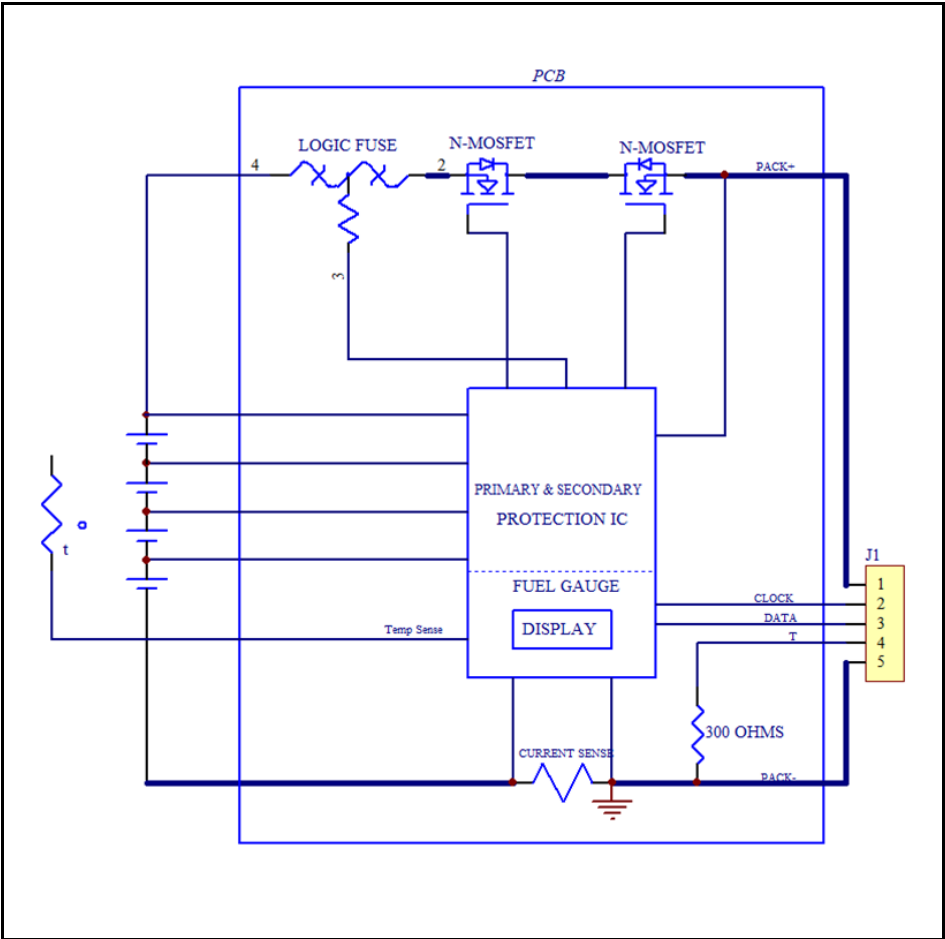 PCB
LOGIC FUSE
N-MOSFET
N-MOSFET
4
2
PACK+
3
PRIMARY & SECONDARY
PROTECTION IC
t
o
J1
FUEL GAUGE
1
CLOCK
2
DATA
3
DISPLAY
Temp Sense
T
4
5
300 OHMS
CURRENT SENSE
PACK-